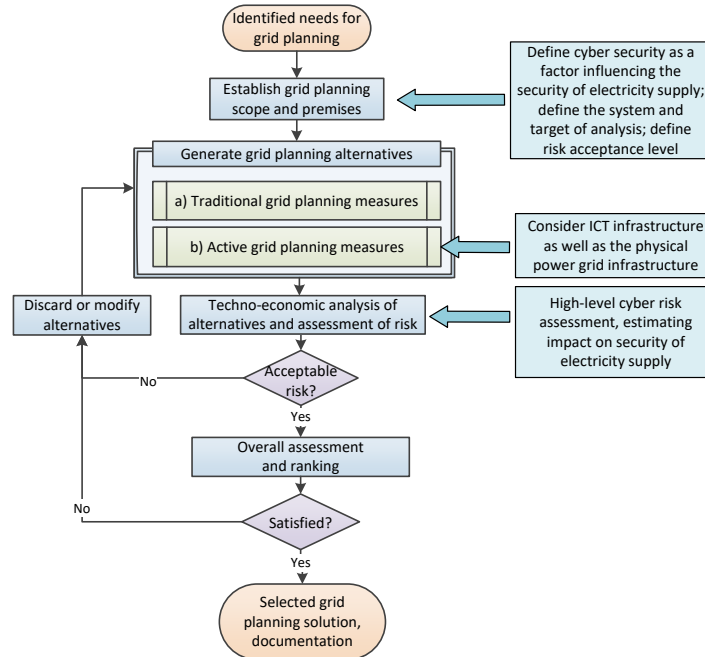 Identified needs for
grid planning
Define cyber security as a
factor influencing the
security of electricity supply;
define the system and
target of analysis; define
risk acceptance level
Establish grid planning
scope and premises
Generate grid planning alternatives
a) Traditional grid planning measures
b) Active grid planning measures
Consider ICT infrastructure
as well as the physical
power grid infrastructure
Discard or modify
alternatives
Techno-economic analysis of
alternatives and assessment of risk
High-level cyber risk
assessment, estimating
impact on security of
electricity supply
No
Acceptable
risk?
Yes
Overall assessment
and ranking
No
Satisfied?
Yes
Selected grid
planning solution,
documentation